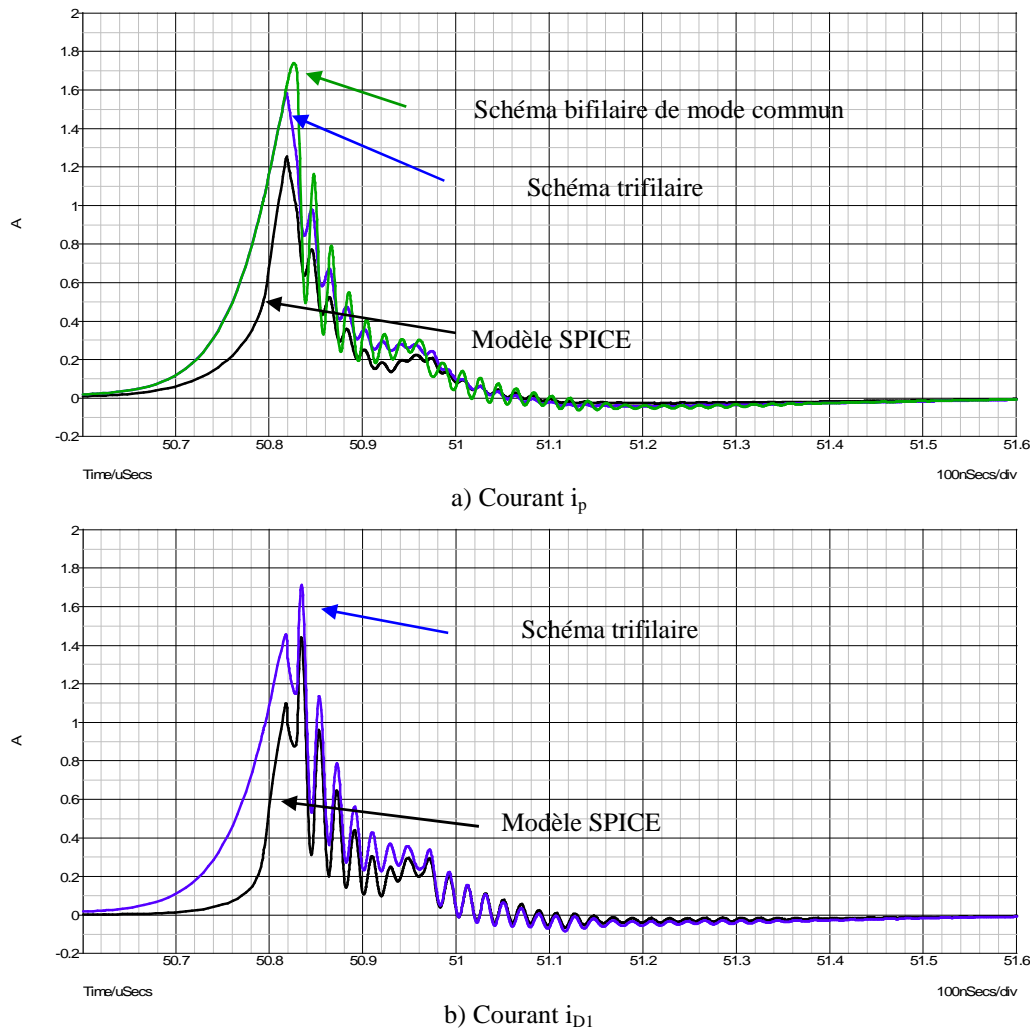 2
1.8
1.6
1.4
1.2
1
0.8
0.6
0.4
0.2
0
-0.2
A
Schéma bifilaire de mode commun
Schéma trifilaire
Modèle SPICE
50.7 50.8 50.9 51 51.1 51.2 51.3 51.4 51.5 51.6
Time/uSecs 100nSecs/div
a) Courant ip
2
1.8
1.6
1.4
1.2
1
0.8
0.6
0.4
0.2
0
-0.2
A
Schéma trifilaire
Modèle SPICE
50.7 50.8 50.9 51 51.1 51.2 51.3 51.4 51.5 51.6
Time/uSecs 100nSecs/div
b) Courant iD1